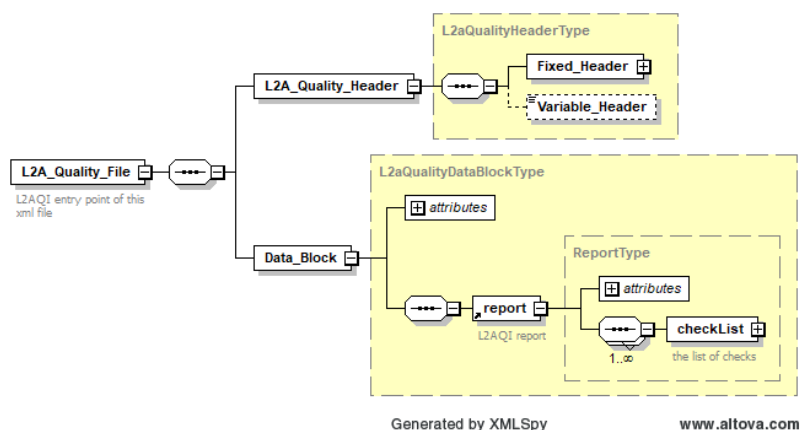 L2aQualityHeaderType
Fixed_Header
L2A_Quality_Header
Variable_Header
L2A_Quality_File
L2AQI entry point of this
xml file
L2aQualityDataBlockType
attributes
Data_Block
ReportType
attributes
report
checkList
L2AQI report
1..∞
the list of checks
Generated by XMLSpy
www.altova.com